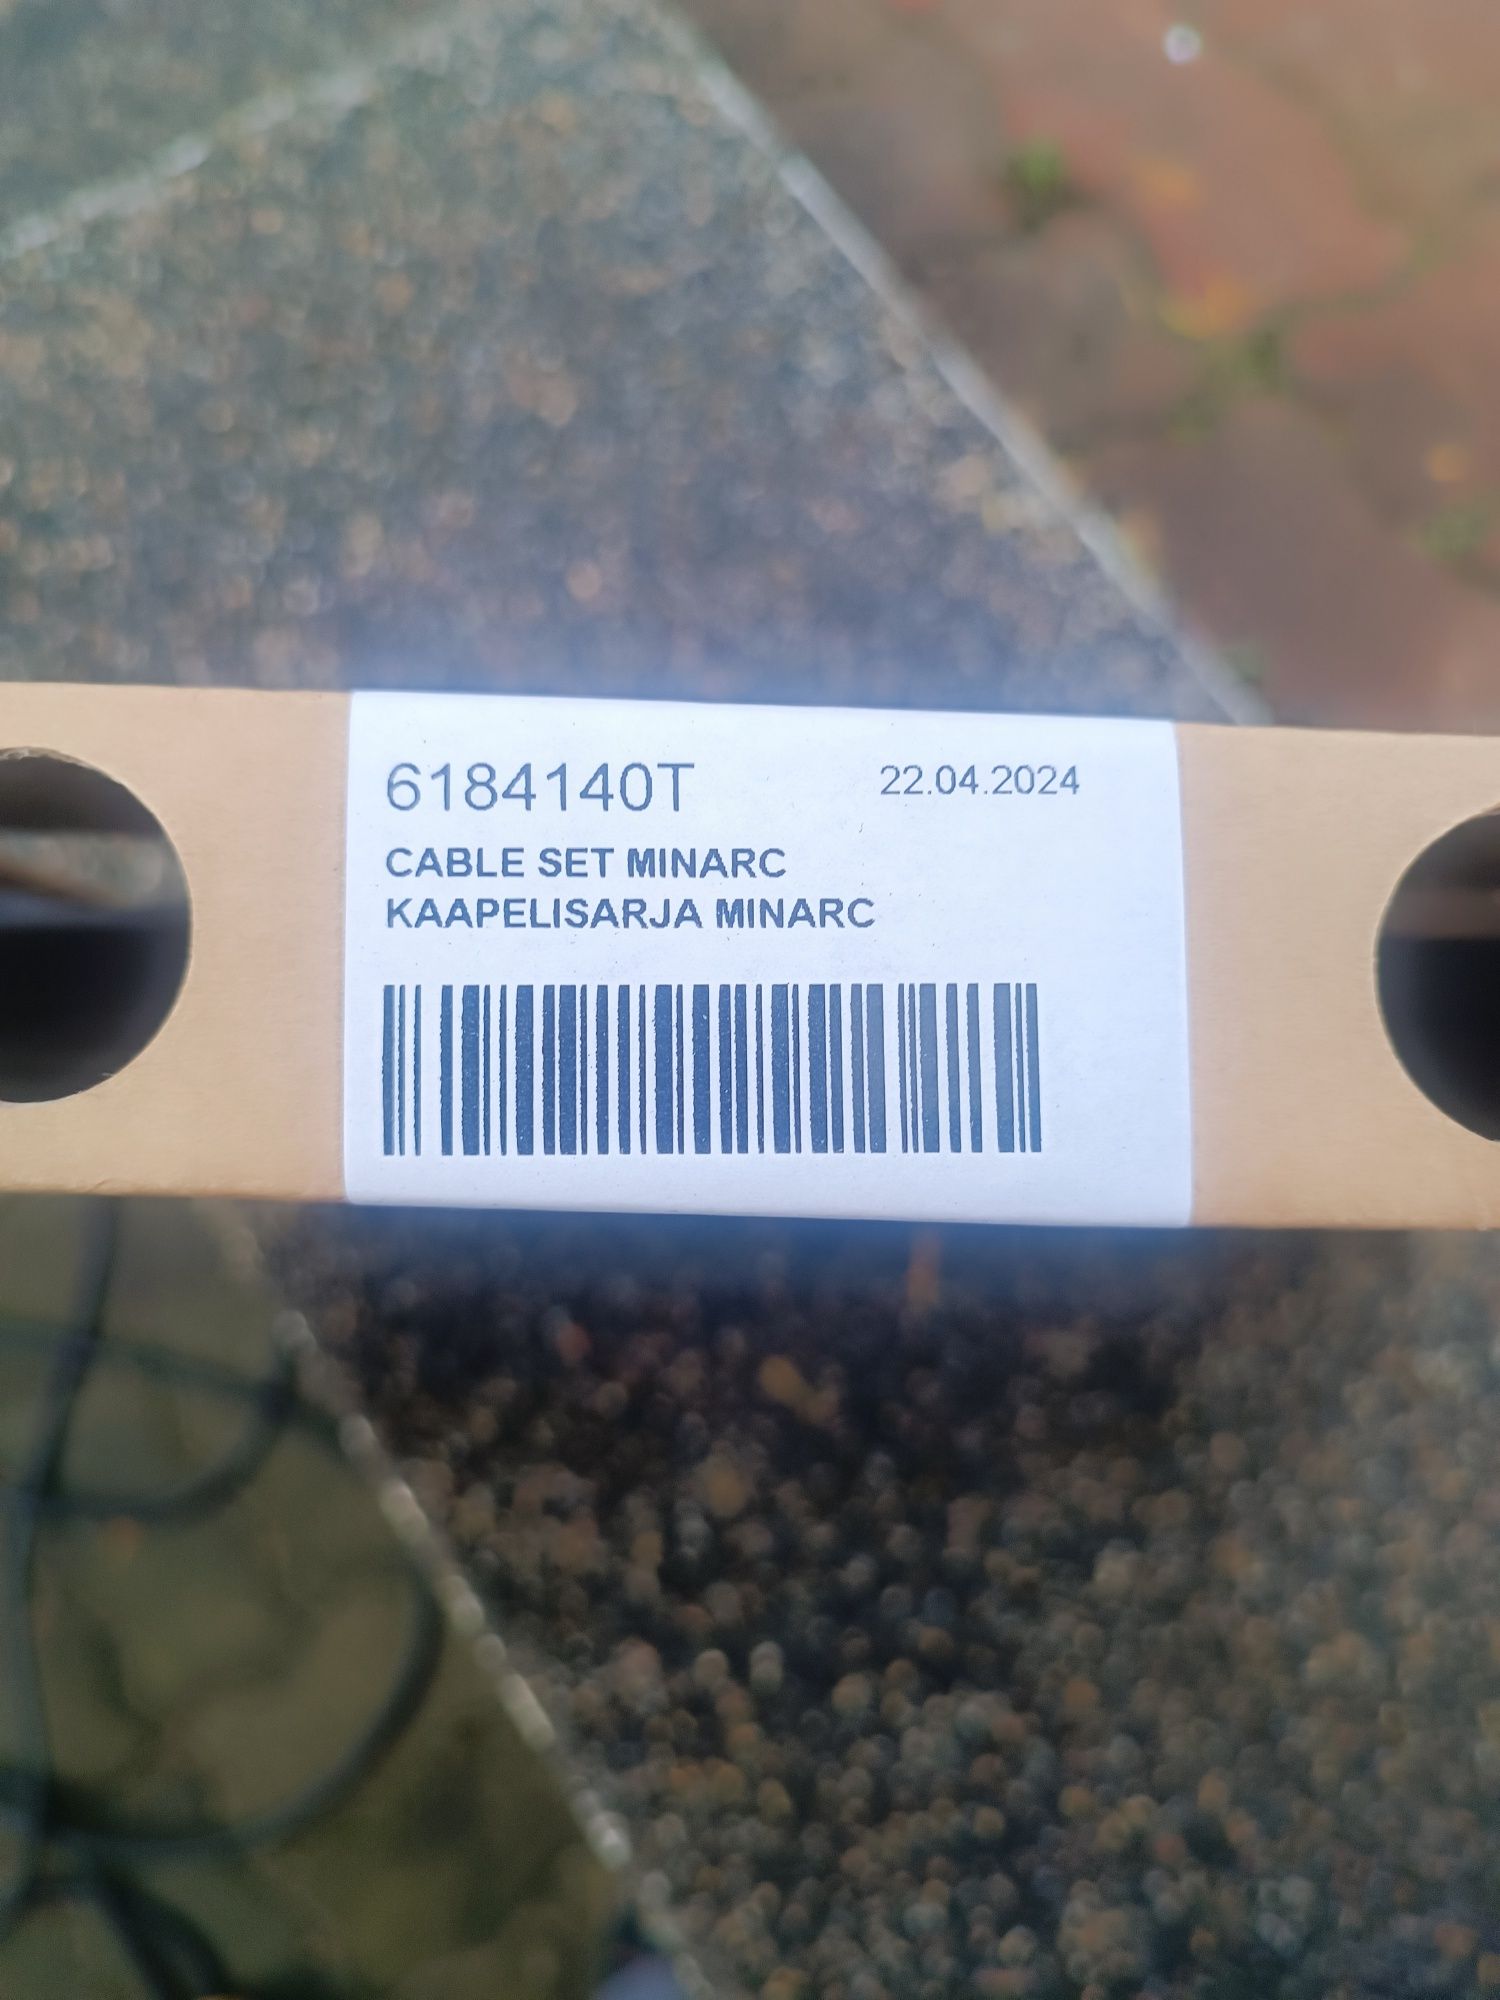 6184140T 22.04.2024
CABLE SET MINARC
KAAPELISARJA MINARC